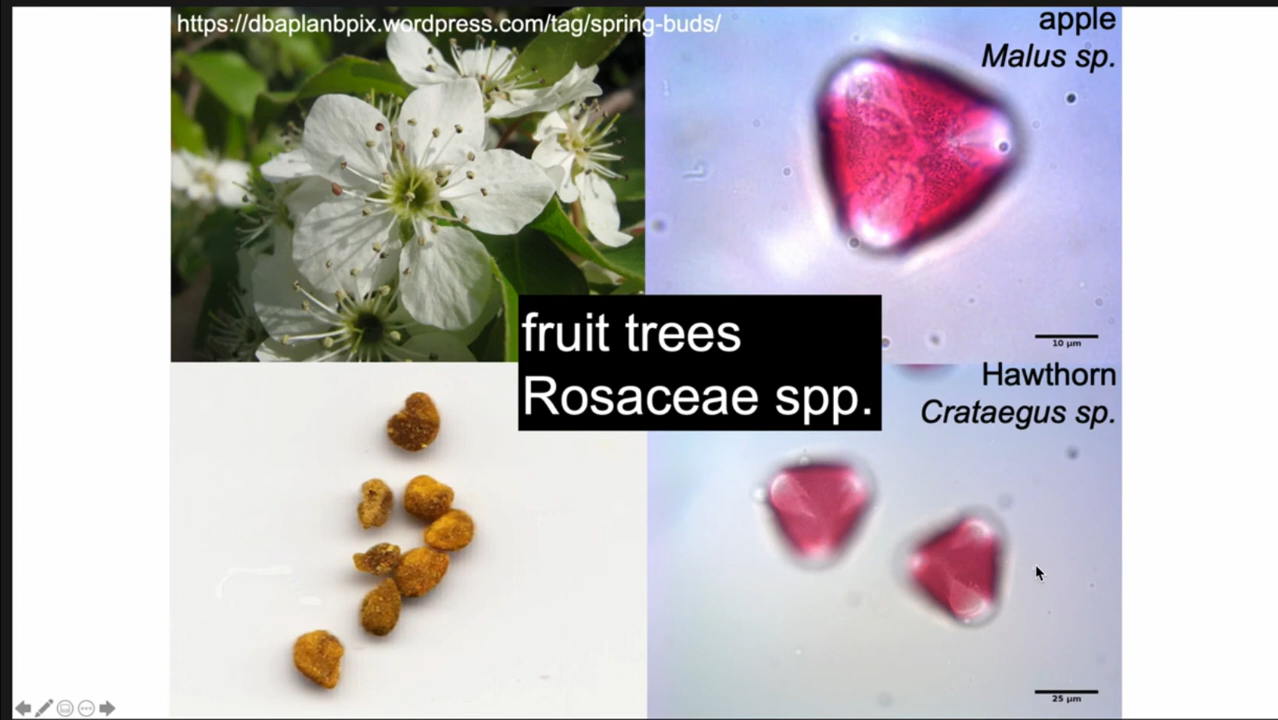 https://dbaplanbpix.wordpress.com/tag/spring-buds/
apple
Malus sp.
10 µm
fruit trees
Rosaceae spp.
Hawthorn
Crataegus sp.
25 µm